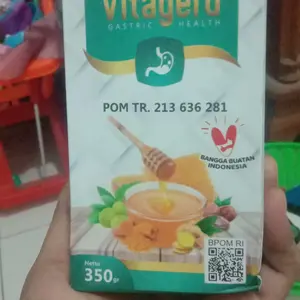 Vitagerd
GASTRIC HEALTH
POM TR. 213 636 281
BANGGA BUATAN
INDONESIA
BPOM RI
Netto
350gr